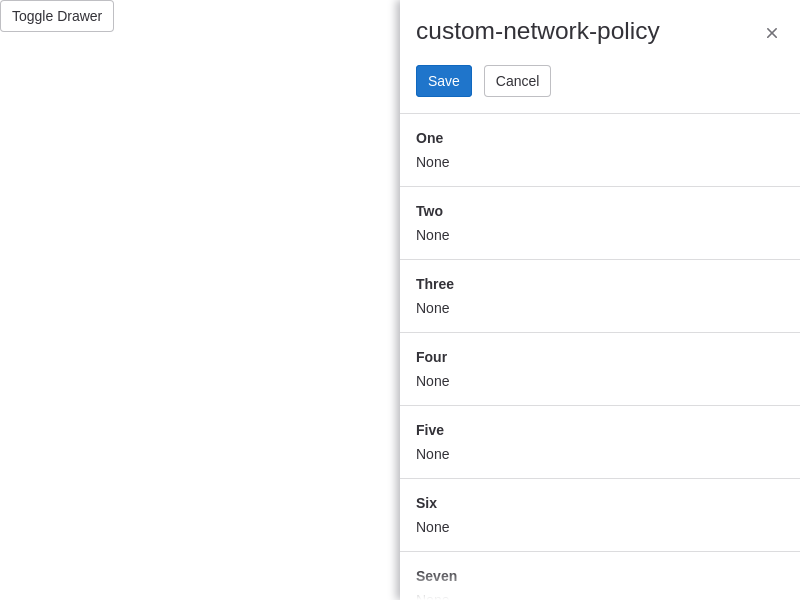 Toggle Drawer
custom-network-policy
Save
Cancel
One
None
Two
None
Three
None
Four
None
Five
None
Six
None
Seven
None